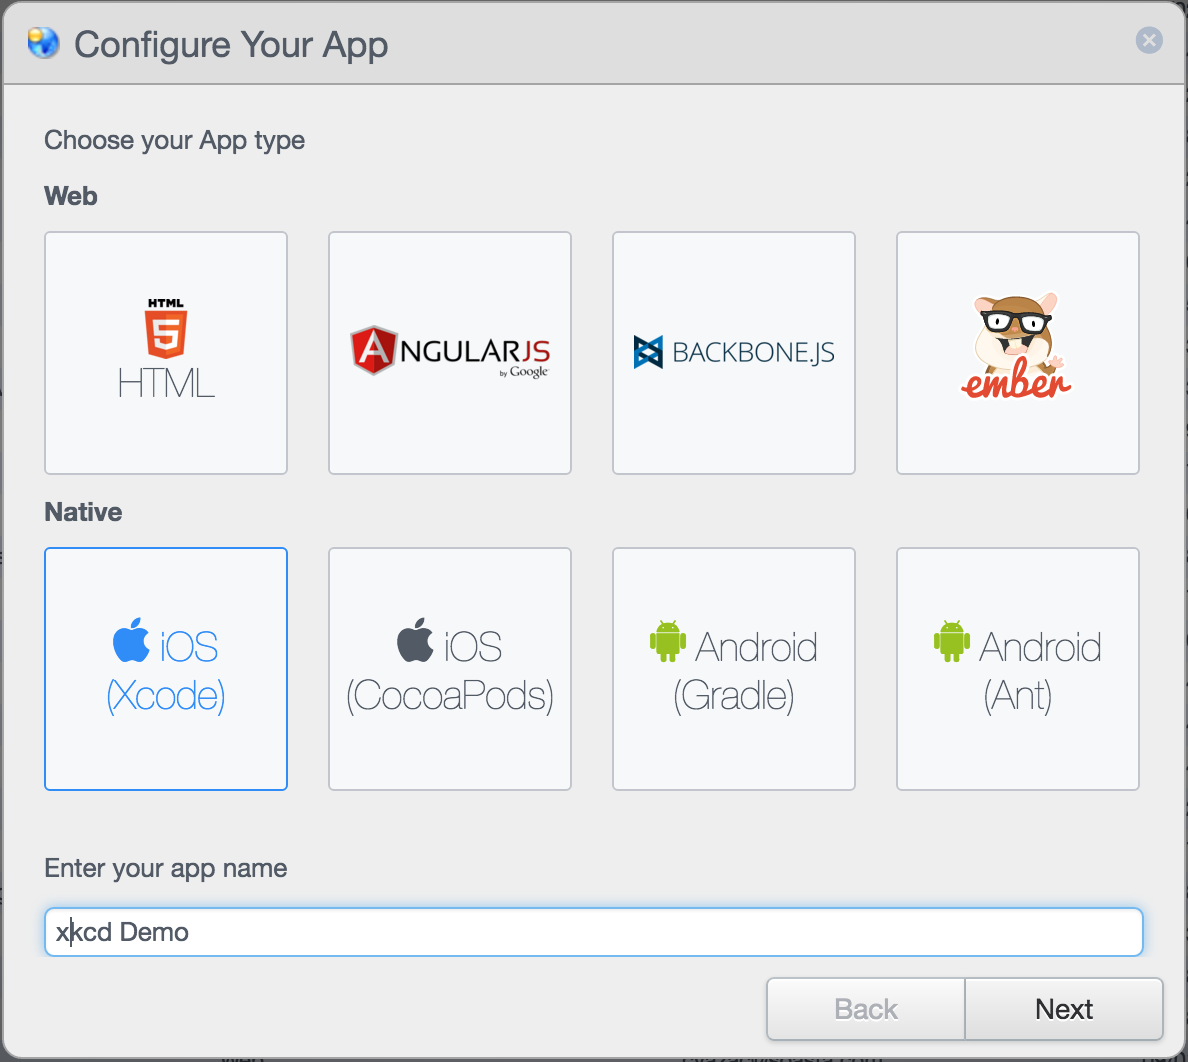 Configure Your App
Choose your App type
Web
HTML
5
HTML
ANGULARJS
by Google
BACKBONE.JS
ember
Native
iOS
(Xcode)
iOS
(CocoaPods)
Android
(Gradle)
Android
(Ant)
Enter your app name
xkcd Demo
Back
Next